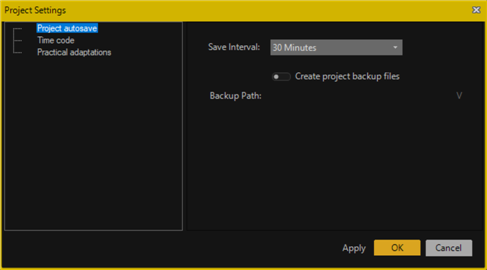 Project Settings
Project autosave
Time code
Practical adaptations
Save Interval: 30 Minutes
Create project backup files
Backup Path: V
Apply OK Cancel